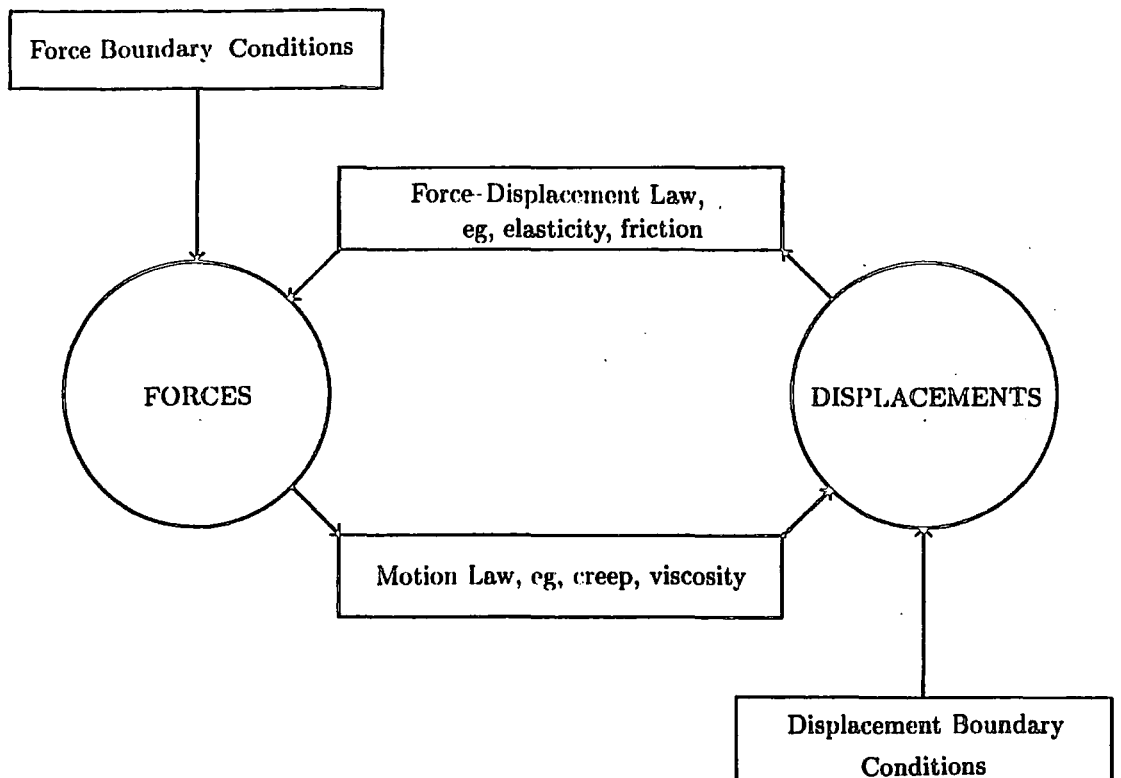 Force Boundary Conditions
Force-Displacement Law,
eg, elasticity, friction
FORCES
DISPLACEMENTS
Motion Law, eg, creep, viscosity
Displacement Boundary
Conditions